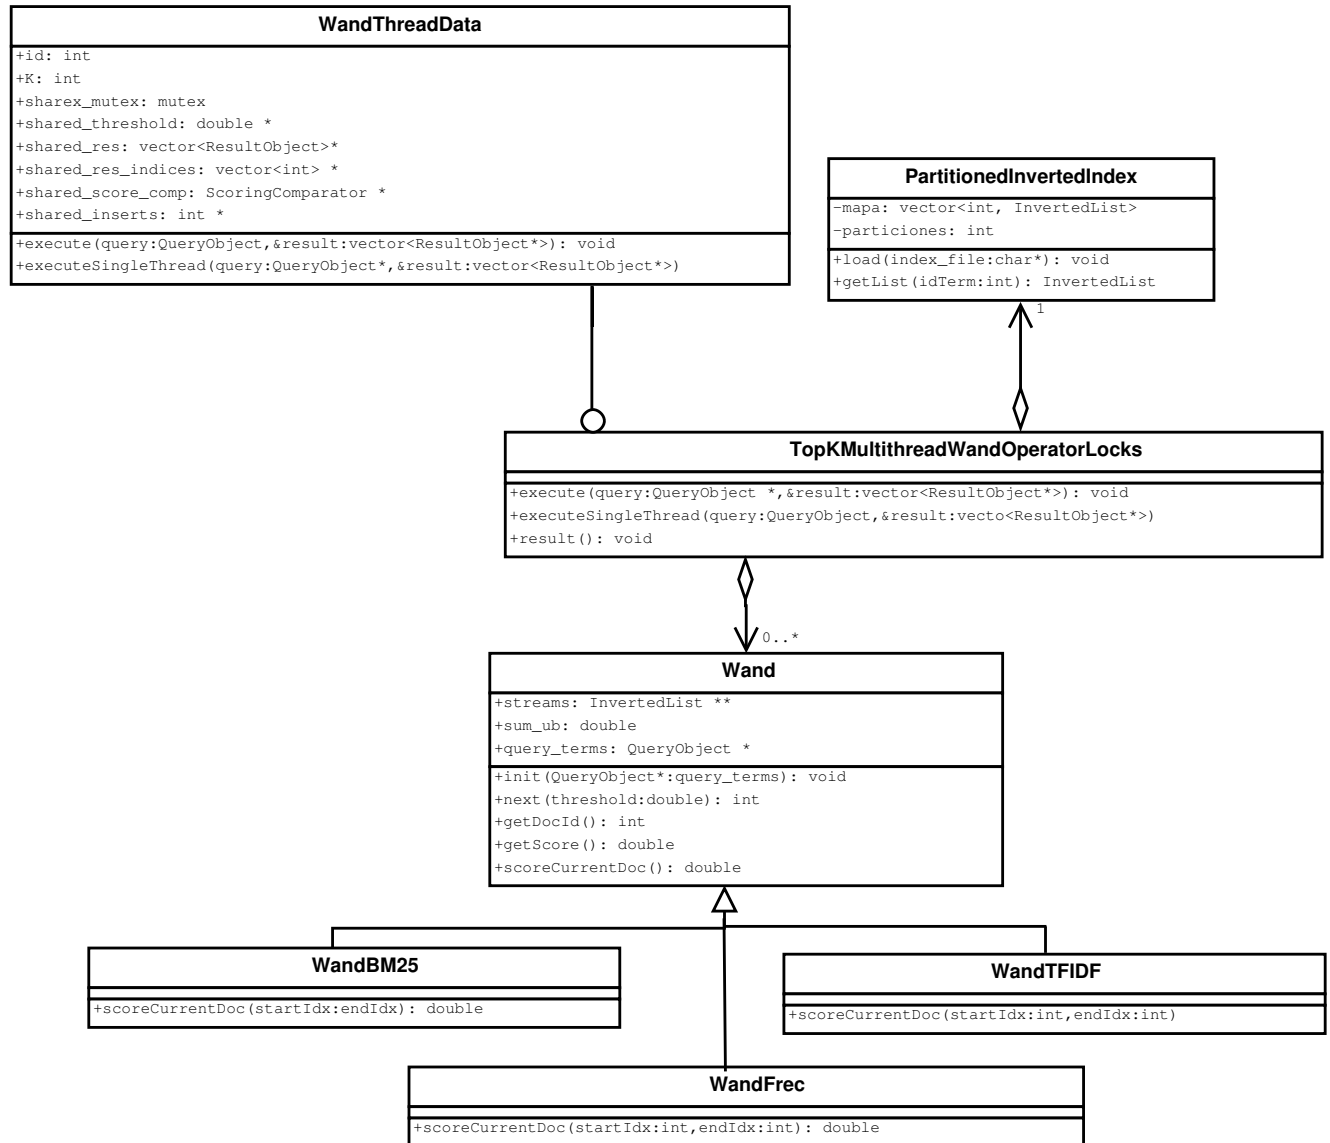 WandThreadData
+id: int
+K: int
+sharex_mutex: mutex
+shared_threshold: double *
+shared_res: vector<ResultObject>*
+shared_res_indices: vector<int> *
+shared_score_comp: ScoringComparator *
+shared_inserts: int *
+execute(query:QueryObject,&result:vector<ResultObject*>): void
+executeSingleThread(query:QueryObject*,&result:vector<ResultObject*>)
PartitionedInvertedIndex
-mapa: vector<int, InvertedList>
-particiones: int
+load(index_file:char*): void
+getList(idTerm:int): InvertedList
1
TopKMultithreadWandOperatorLocks
+execute(query:QueryObject *,&result:vector<ResultObject*>): void
+executeSingleThread(query:QueryObject,&result:vecto<ResultObject*>)
+result(): void
0..*
Wand
+streams: InvertedList **
+sum_ub: double
+query_terms: QueryObject *
+init(QueryObject*:query_terms): void
+next(threshold:double): int
+getDocId(): int
+getScore(): double
+scoreCurrentDoc(): double
WandBM25
+scoreCurrentDoc(startIdx:endIdx): double
WandTFIDF
+scoreCurrentDoc(startIdx:int,endIdx:int)
WandFrec
+scoreCurrentDoc(startIdx:int,endIdx:int): double